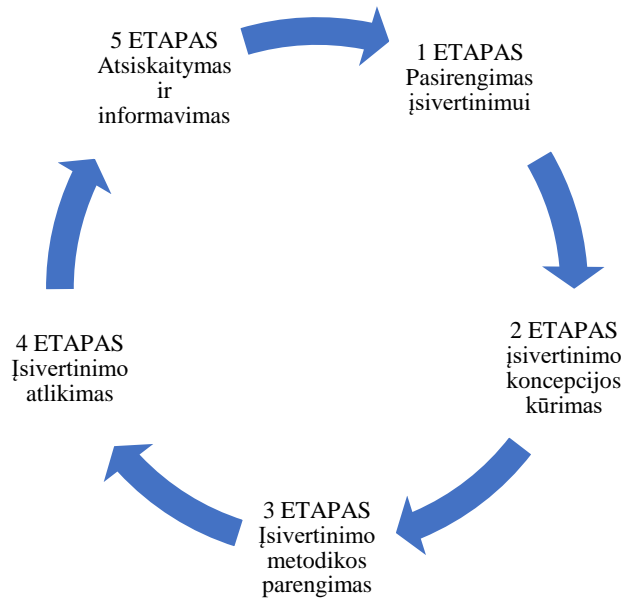 1 ETAPAS
Pasirengimas
įsivertinimui
2 ETAPAS
įsivertinimo
koncepcijos
kūrimas
3 ETAPAS
Įsivertinimo
metodikos
parengimas
4 ETAPAS
Įsivertinimo
atlikimas
5 ETAPAS
Atsiskaitymas
ir
informavimas